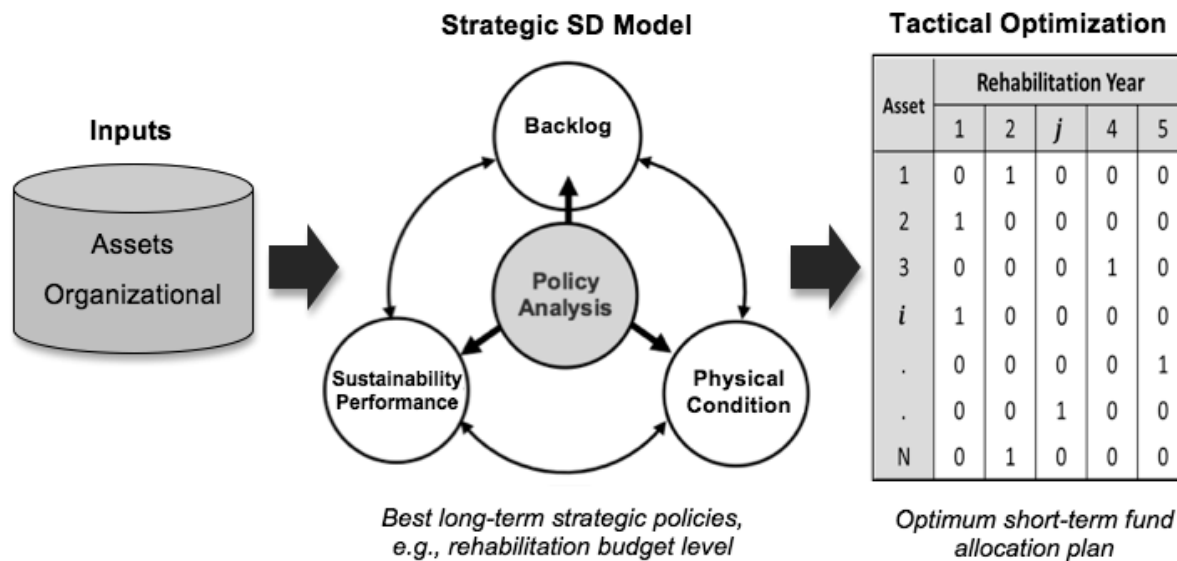 Inputs
Assets
Organizational
Strategic SD Model
Backlog
Policy
Analysis
Sustainability
Performance
Physical
Condition
Best long-term strategic policies,
e.g., rehabilitation budget level
Tactical Optimization
Asset Rehabilitation Year
1 2 j 4 5
1 0 1 0 0 0
2 1 0 0 0 0
3 0 0 0 1 0
i 1 0 0 0 0
. 0 0 0 0 1
. 0 0 1 0 0
N 0 1 0 0 0
Optimum short-term fund
allocation plan